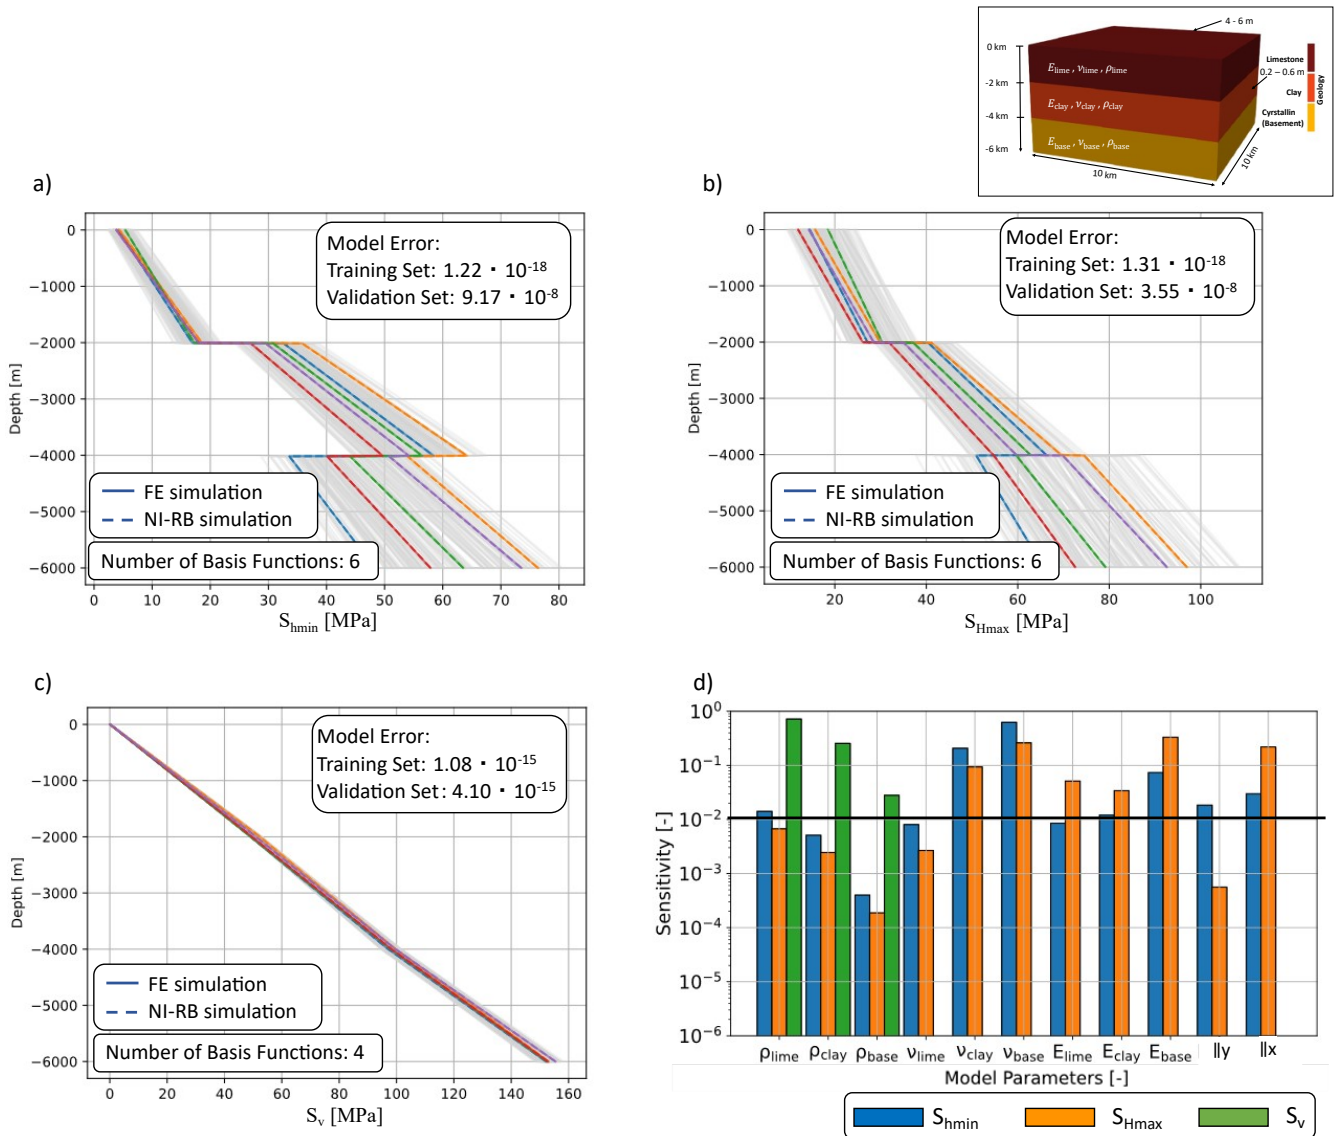 4 - 6 m
0 km
-2 km
-4 km
-6 km
E_lime , ν_lime , ρ_lime
E_clay , ν_clay , ρ_clay
E_base , ν_base , ρ_base
Limestone
0.2 – 0.6 m
Clay
Cyrstallin
(Basement)
Geology
10 km
10 km
a)
Model Error:
Training Set: 1.22 · 10^-18
Validation Set: 9.17 · 10^-8
0
−1000
−2000
−3000
−4000
−5000
−6000
Depth [m]
FE simulation
NI-RB simulation
Number of Basis Functions: 6
0 10 20 30 40 50 60 70 80
S_hmin [MPa]
b)
Model Error:
Training Set: 1.31 · 10^-18
Validation Set: 3.55 · 10^-8
0
−1000
−2000
−3000
−4000
−5000
−6000
Depth [m]
FE simulation
NI-RB simulation
Number of Basis Functions: 6
20 40 60 80 100
S_Hmax [MPa]
c)
Model Error:
Training Set: 1.08 · 10^-15
Validation Set: 4.10 · 10^-15
0
−1000
−2000
−3000
−4000
−5000
−6000
Depth [m]
FE simulation
NI-RB simulation
Number of Basis Functions: 4
0 20 40 60 80 100 120 140 160
S_v [MPa]
d)
10^0
10^-1
10^-2
10^-3
10^-4
10^-5
10^-6
Sensitivity [-]
ρ_lime ρ_clay ρ_base ν_lime ν_clay ν_base E_lime E_clay E_base ||y ||x
Model Parameters [-]
S_hmin S_Hmax S_v